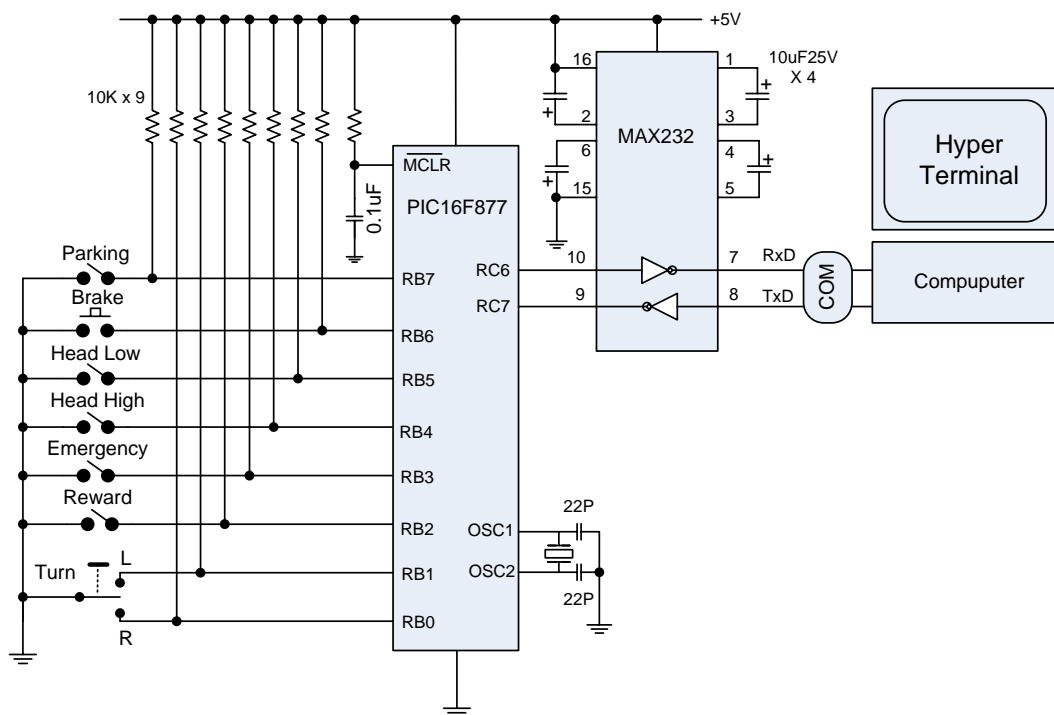 +5V
10K x 9
10uF25V
X 4
16
2
6
15
1
3
4
5
MAX232
Hyper
Terminal
MCLR
PIC16F877
0.1uF
Parking
RB7
Brake
RB6
Head Low
RB5
Head High
RB4
Emergency
RB3
Reward
RB2
Turn
L
RB1
R
RB0
RC6
RC7
10
9
7
8
RxD
TxD
COM
Compuputer
OSC1
OSC2
22P
22P